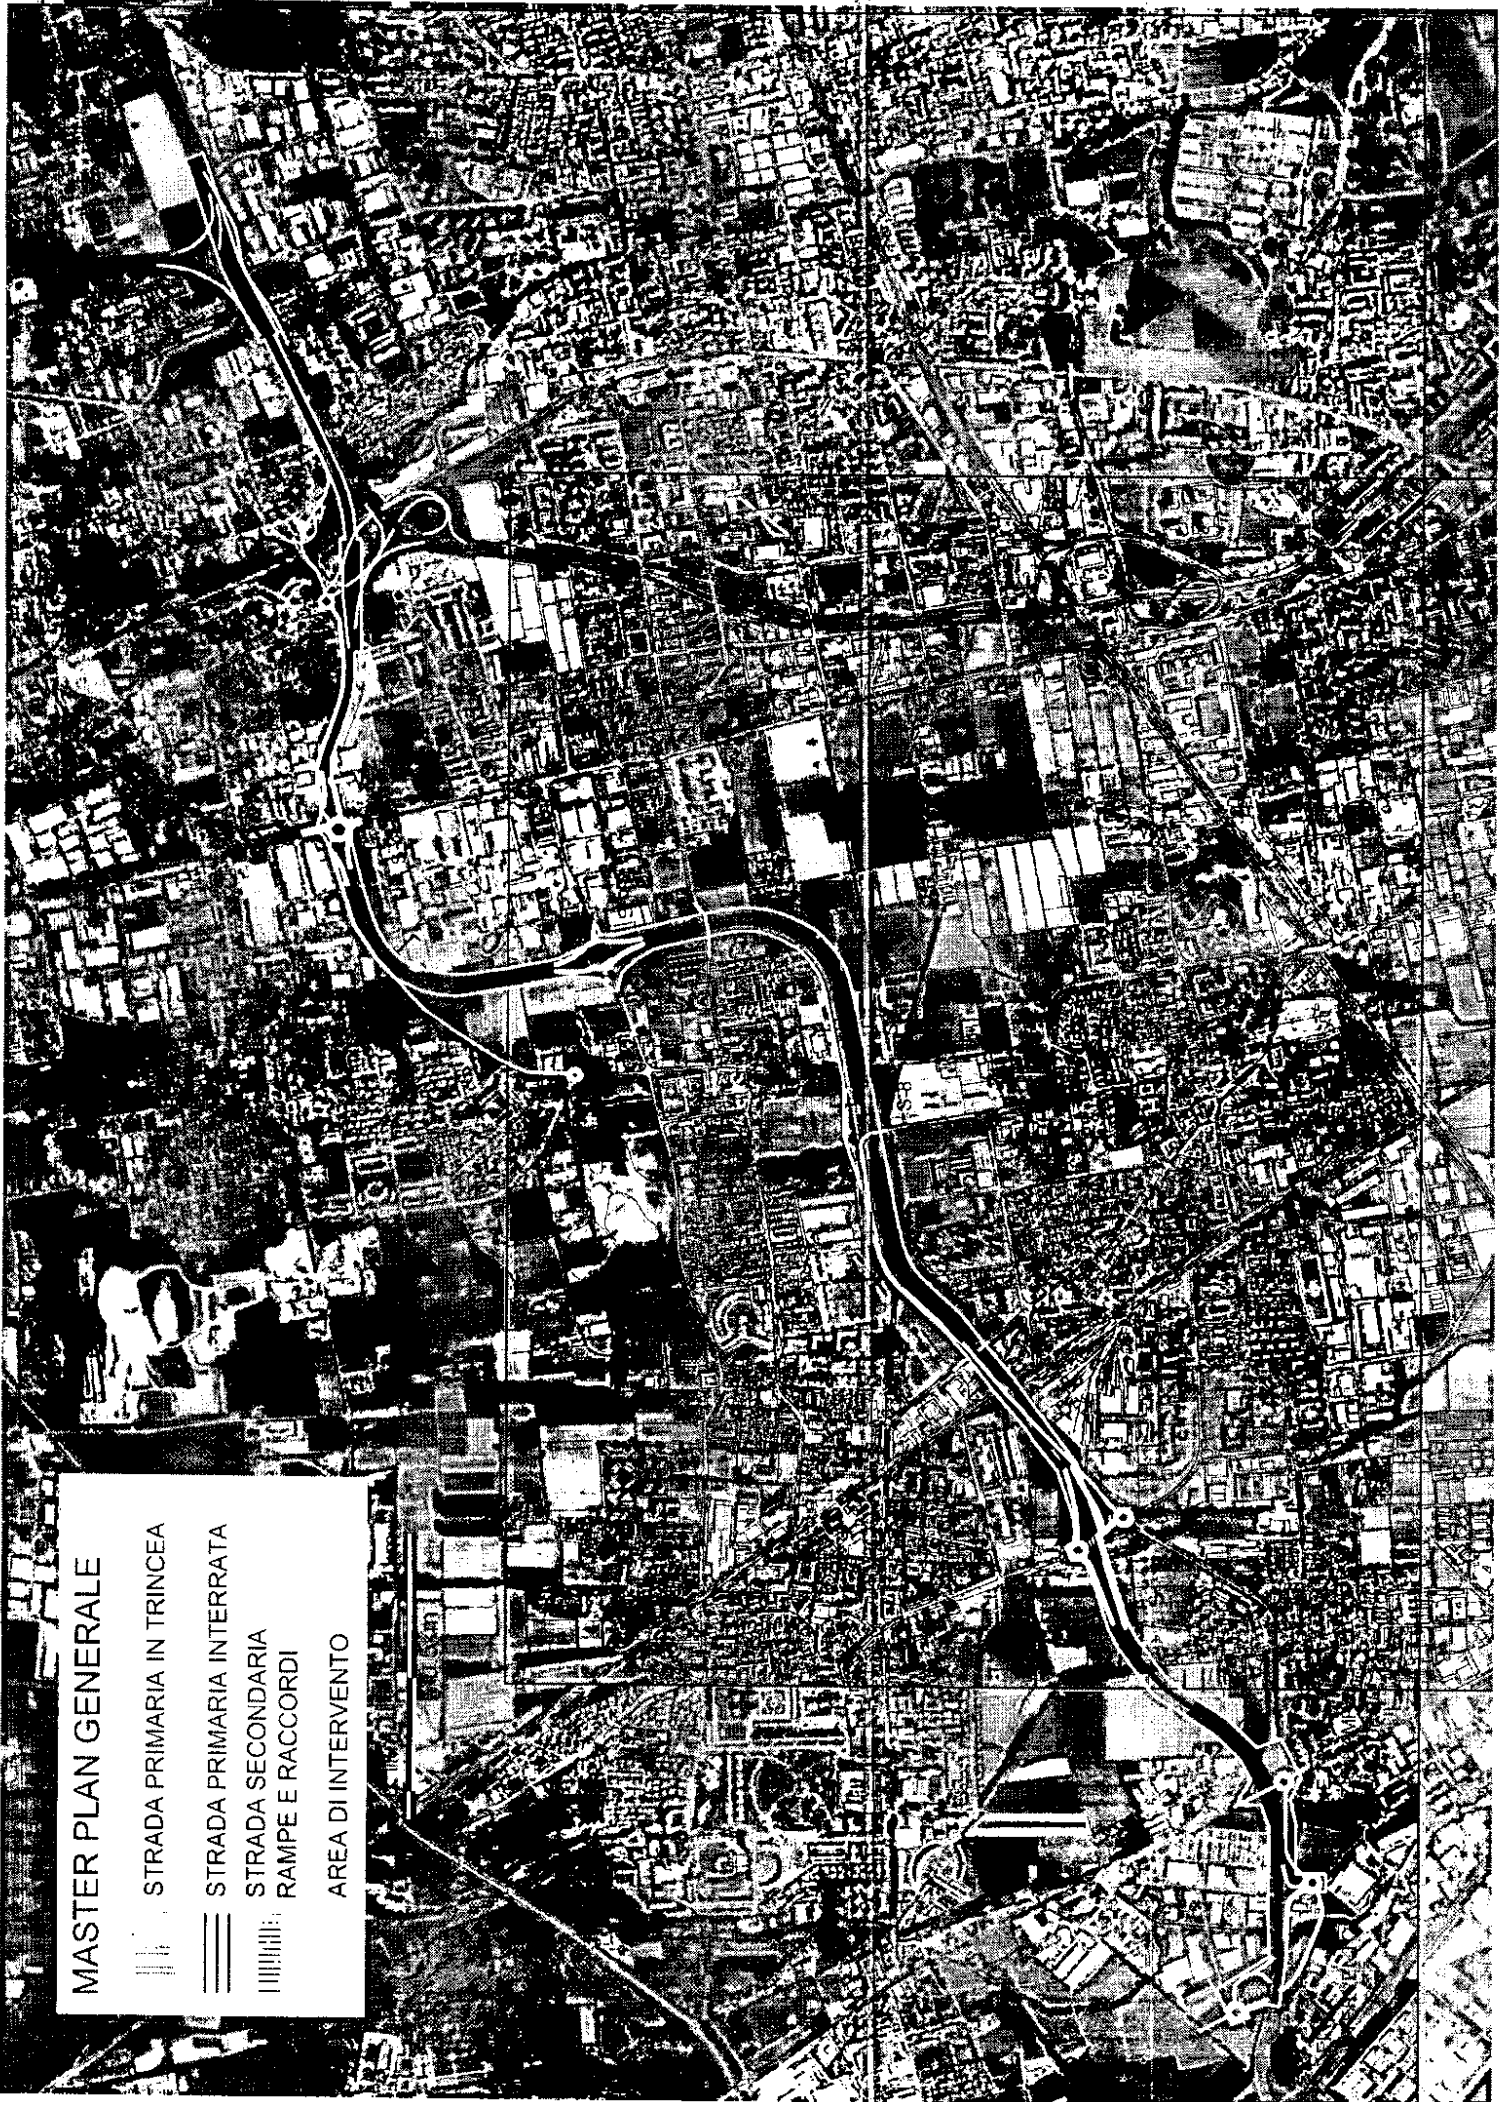 MASTER PLAN GENERALE
STRADA PRIMARIA IN TRINCEA
STRADA PRIMARIA INTERRATA
STRADA SECONDARIA
RAMPE E RACCORDI
AREA DI INTERVENTO